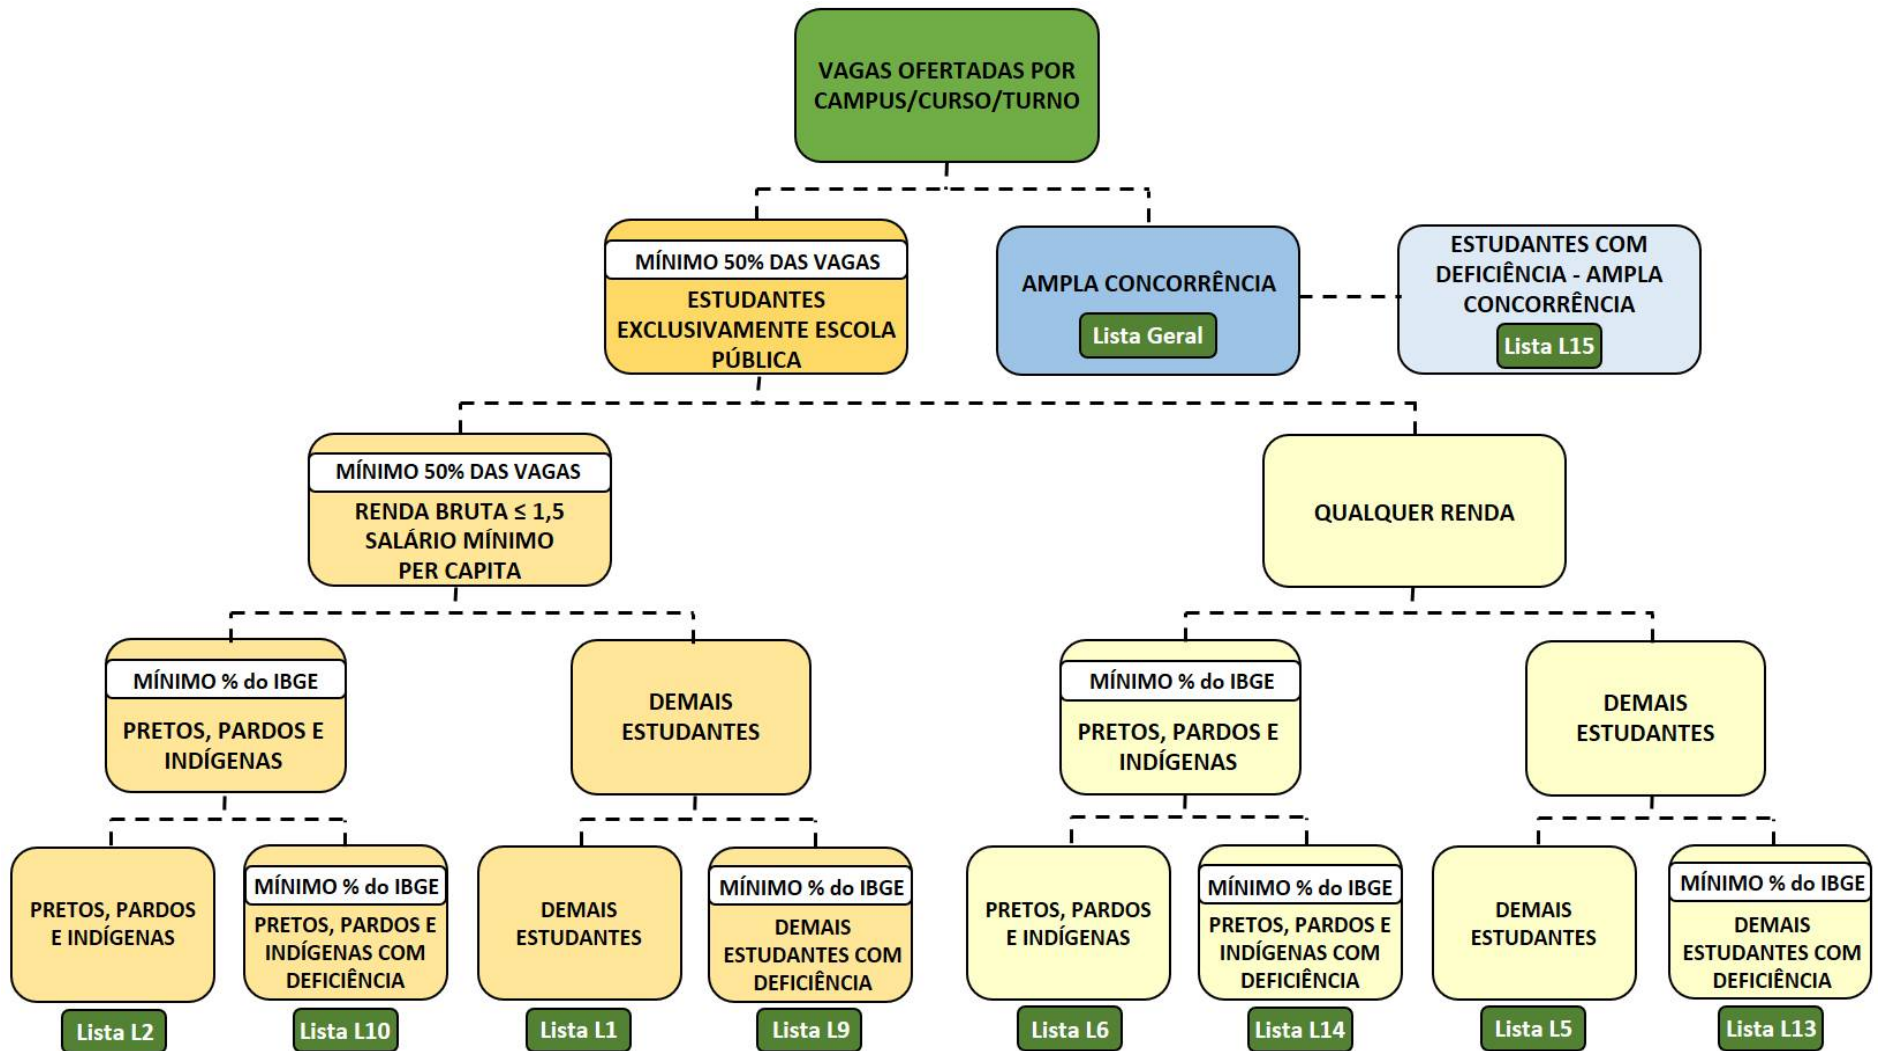 VAGAS OFERTADAS POR
CAMPUS/CURSO/TURNO
MÍNIMO 50% DAS VAGAS
ESTUDANTES
EXCLUSIVAMENTE ESCOLA
PÚBLICA
AMPLA CONCORRÊNCIA
Lista Geral
ESTUDANTES COM
DEFICIÊNCIA - AMPLA
CONCORRÊNCIA
Lista L15
MÍNIMO 50% DAS VAGAS
RENDA BRUTA ≤ 1,5
SALÁRIO MÍNIMO
PER CAPITA
QUALQUER RENDA
MÍNIMO % do IBGE
PRETOS, PARDOS E
INDÍGENAS
DEMAIS
ESTUDANTES
MÍNIMO % do IBGE
PRETOS, PARDOS E
INDÍGENAS
DEMAIS
ESTUDANTES
PRETOS, PARDOS
E INDÍGENAS
Lista L2
MÍNIMO % do IBGE
PRETOS, PARDOS E
INDÍGENAS COM
DEFICIÊNCIA
Lista L10
DEMAIS
ESTUDANTES
Lista L1
MÍNIMO % do IBGE
DEMAIS
ESTUDANTES COM
DEFICIÊNCIA
Lista L9
PRETOS, PARDOS
E INDÍGENAS
Lista L6
MÍNIMO % do IBGE
PRETOS, PARDOS E
INDÍGENAS COM
DEFICIÊNCIA
Lista L14
DEMAIS
ESTUDANTES
Lista L5
MÍNIMO % do IBGE
DEMAIS
ESTUDANTES COM
DEFICIÊNCIA
Lista L13